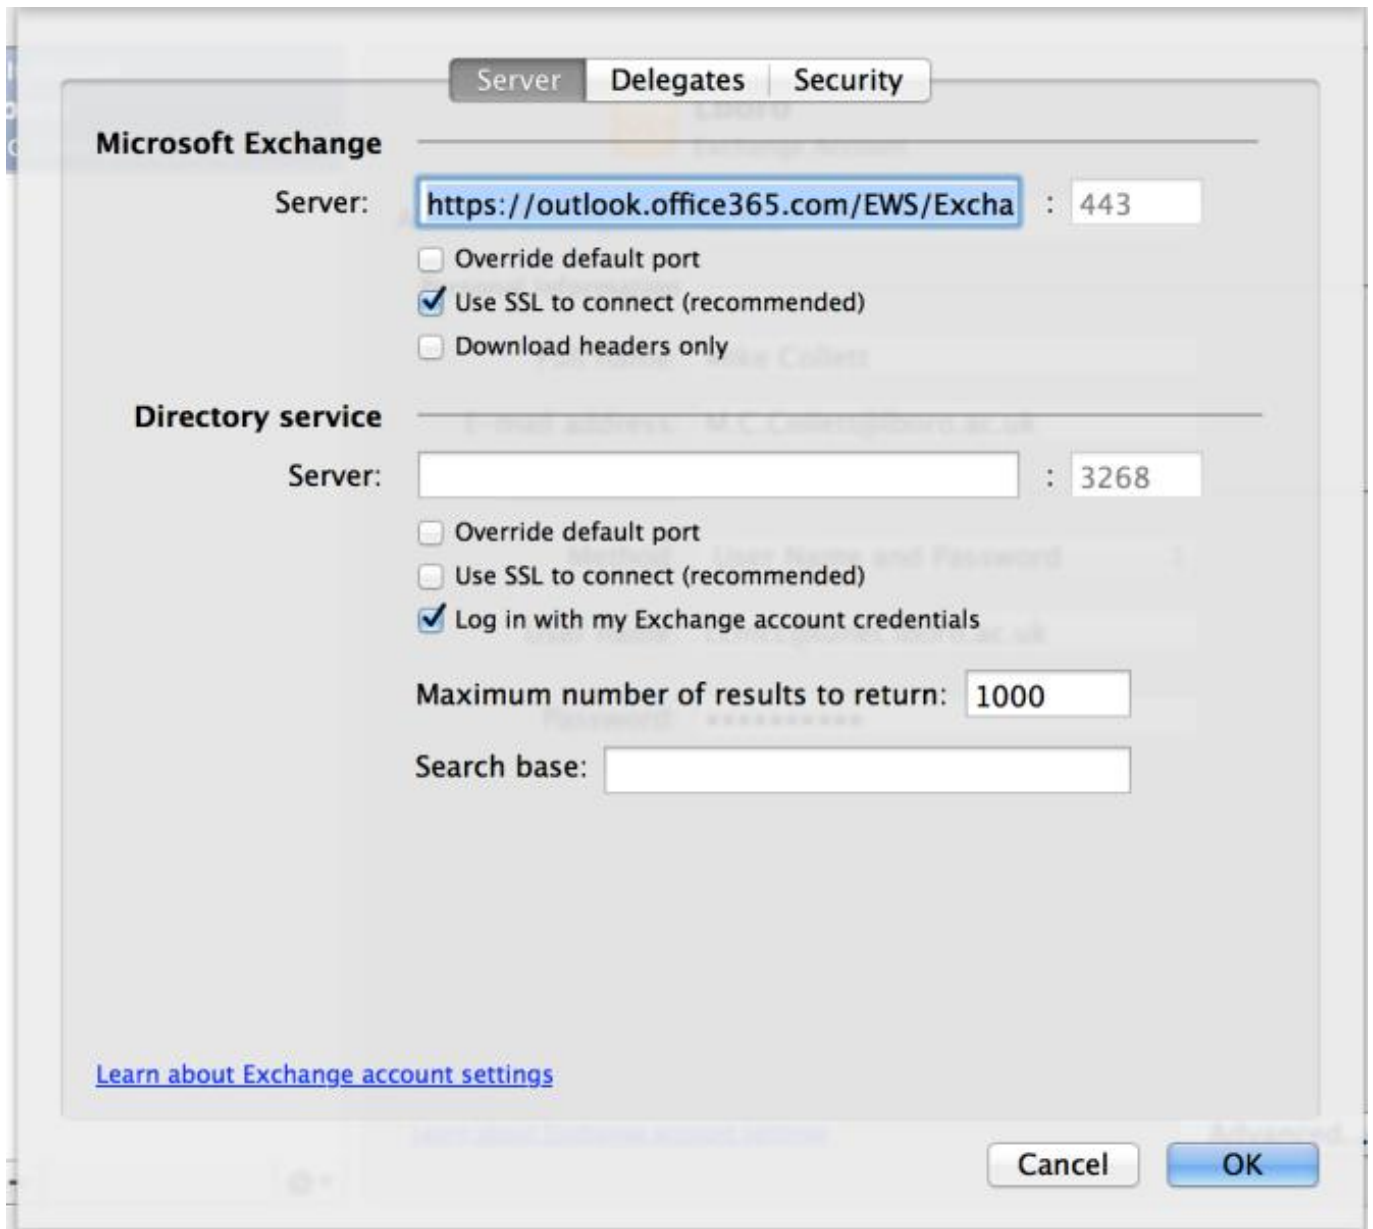 Server Delegates Security
Microsoft Exchange
Server: https://outlook.office365.com/EWS/Excha : 443
Override default port
Use SSL to connect (recommended)
Download headers only
Directory service
Server: : 3268
Override default port
Use SSL to connect (recommended)
Log in with my Exchange account credentials
Maximum number of results to return: 1000
Search base:
Learn about Exchange account settings
Cancel OK